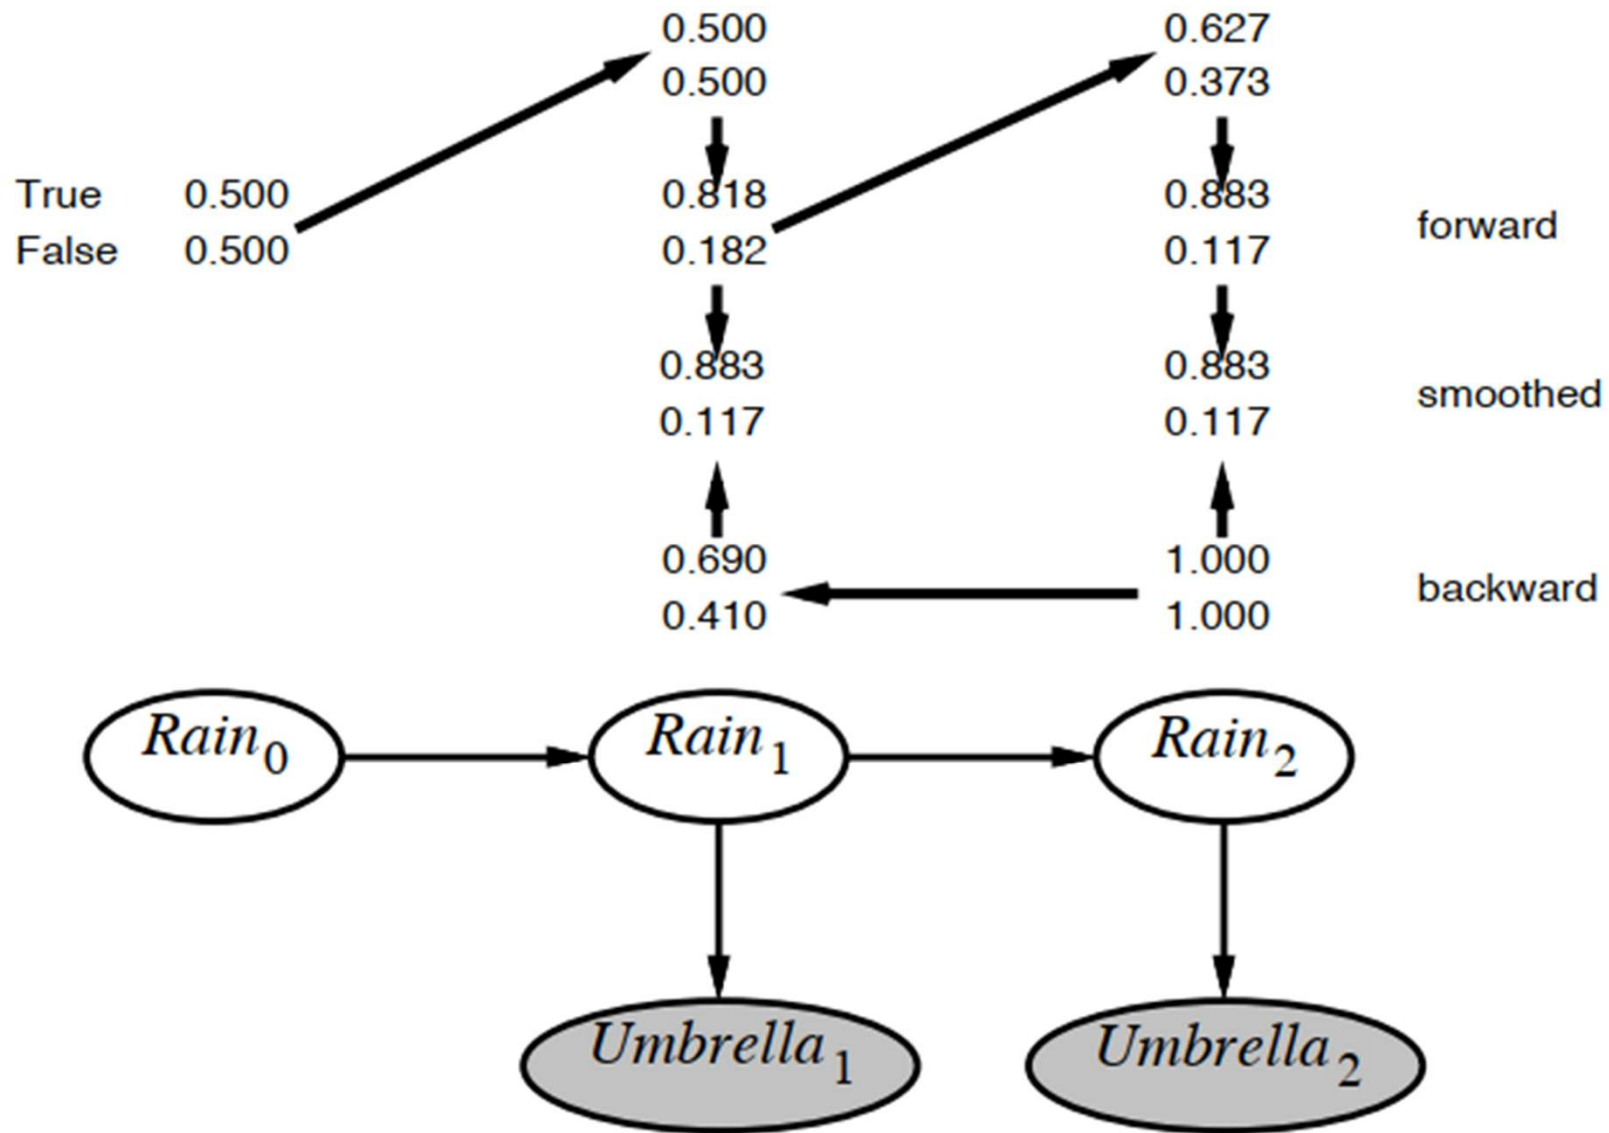 0.500 0.627
0.500 0.373
True 0.500 0.818 0.883
False 0.500 0.182 0.117 forward
0.883 0.883
0.117 0.117 smoothed
0.690 1.000
0.410 1.000 backward
Rain0 Rain1 Rain2
Umbrella1 Umbrella2